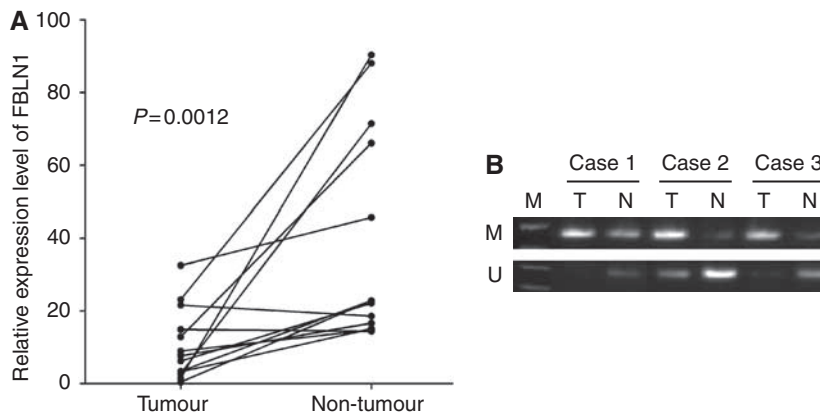 A
Relative expression level of FBLN1
100
80
60
40
20
0
P=0.0012
Tumour Non-tumour
B
Case 1 Case 2 Case 3
M T N T N T N
M
U